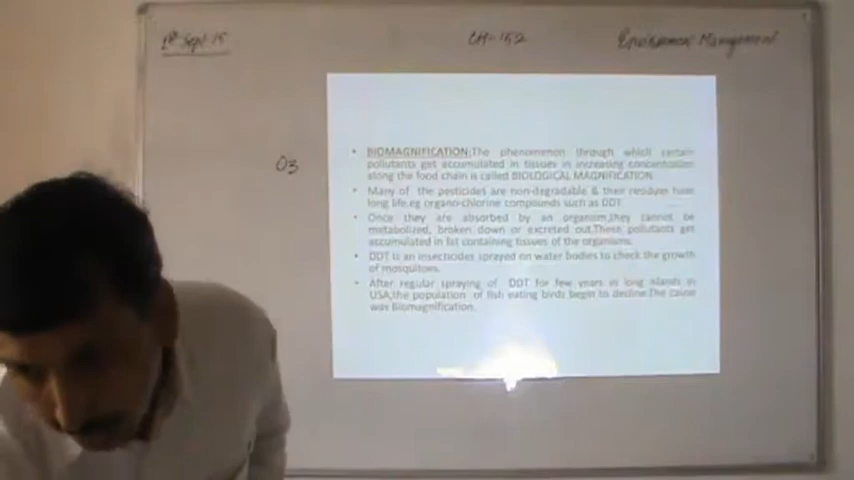 1st Sept-15
CH-152
Environment Management
03
• BIOMAGNIFICATION:The phenomenon through which certain
pollutants get accumulated in tissues in increasing concentration
along the food chain is called BIOLOGICAL MAGNIFICATION
• Many of the pesticides are non-degradable & their residues have
long life.eg organo-chlorine compounds such as DDT.
• Once they are absorbed by an organism,they cannot be
metabolized, broken down or excreted out.These pollutants get
accumulated in fat containing tissues of the organisms.
• DDT is an insecticides sprayed on water bodies to check the growth
of mosquitoes.
• After regular spraying of DDT for few years in long islands in
USA,the population of fish eating birds begin to decline.The cause
was Biomagnification.